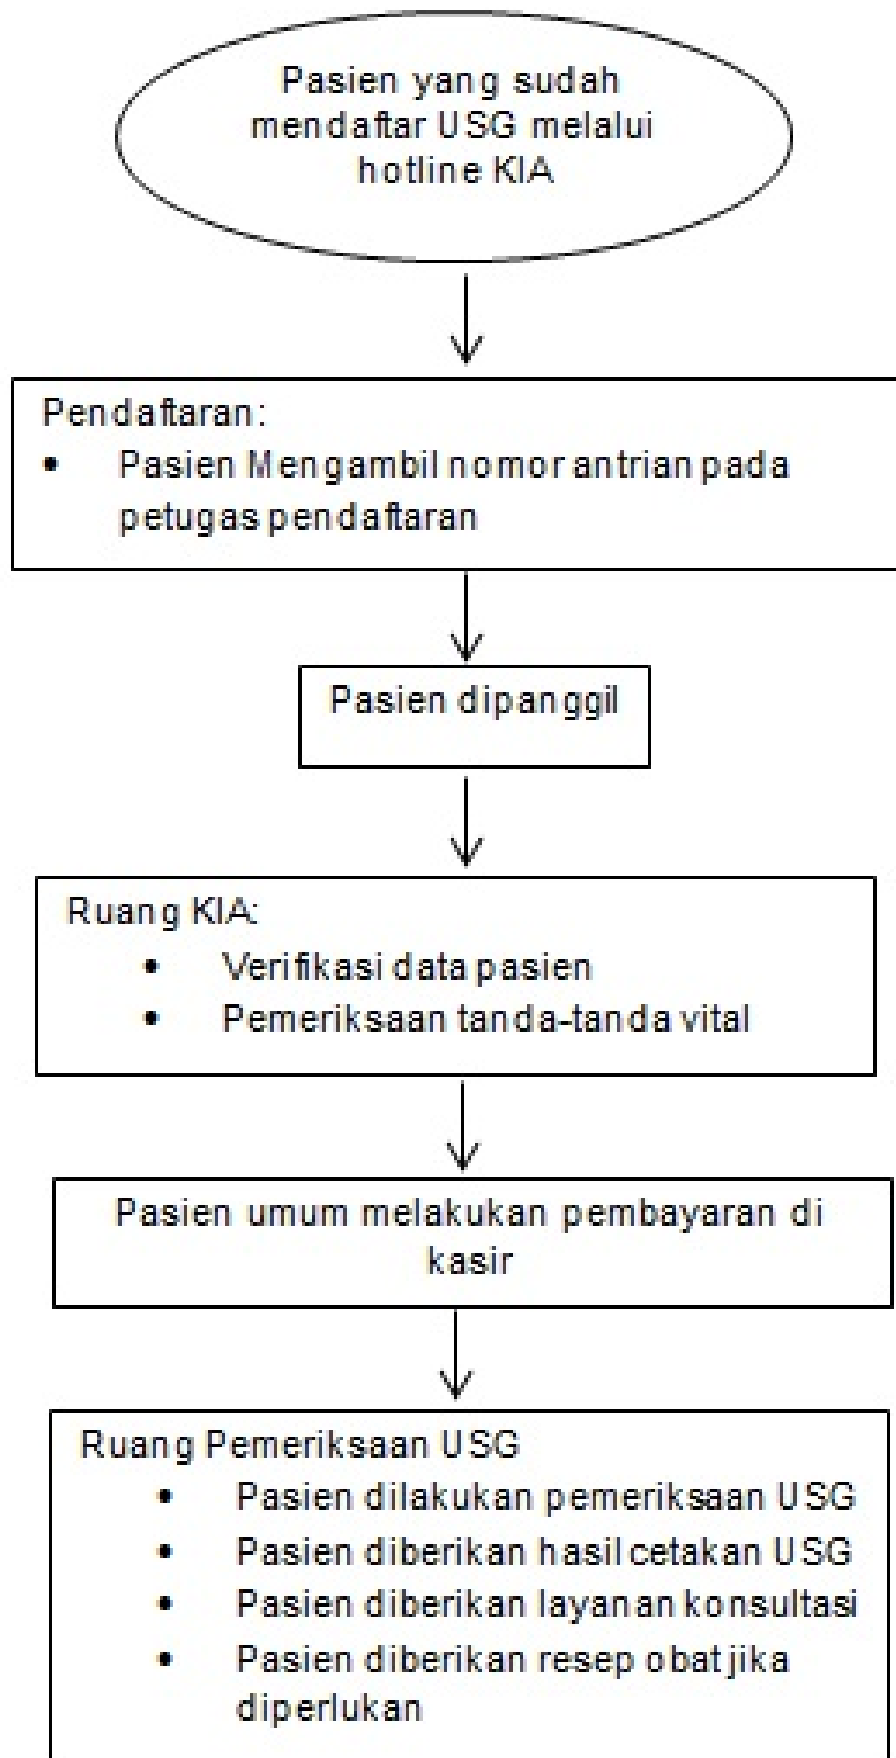 Pasien yang sudah
mendaftar USG melalui
hotline KIA
Pendaftaran:
• Pasien Mengambil nomor antrian pada
petugas pendaftaran
Pasien dipanggil
Ruang KIA:
• Verifikasi data pasien
• Pemeriksaan tanda-tanda vital
Pasien umum melakukan pembayaran di
kasir
Ruang Pemeriksaan USG
• Pasien dilakukan pemeriksaan USG
• Pasien diberikan hasil cetakan USG
• Pasien diberikan layanan konsultasi
• Pasien diberikan resep obat jika
diperlukan